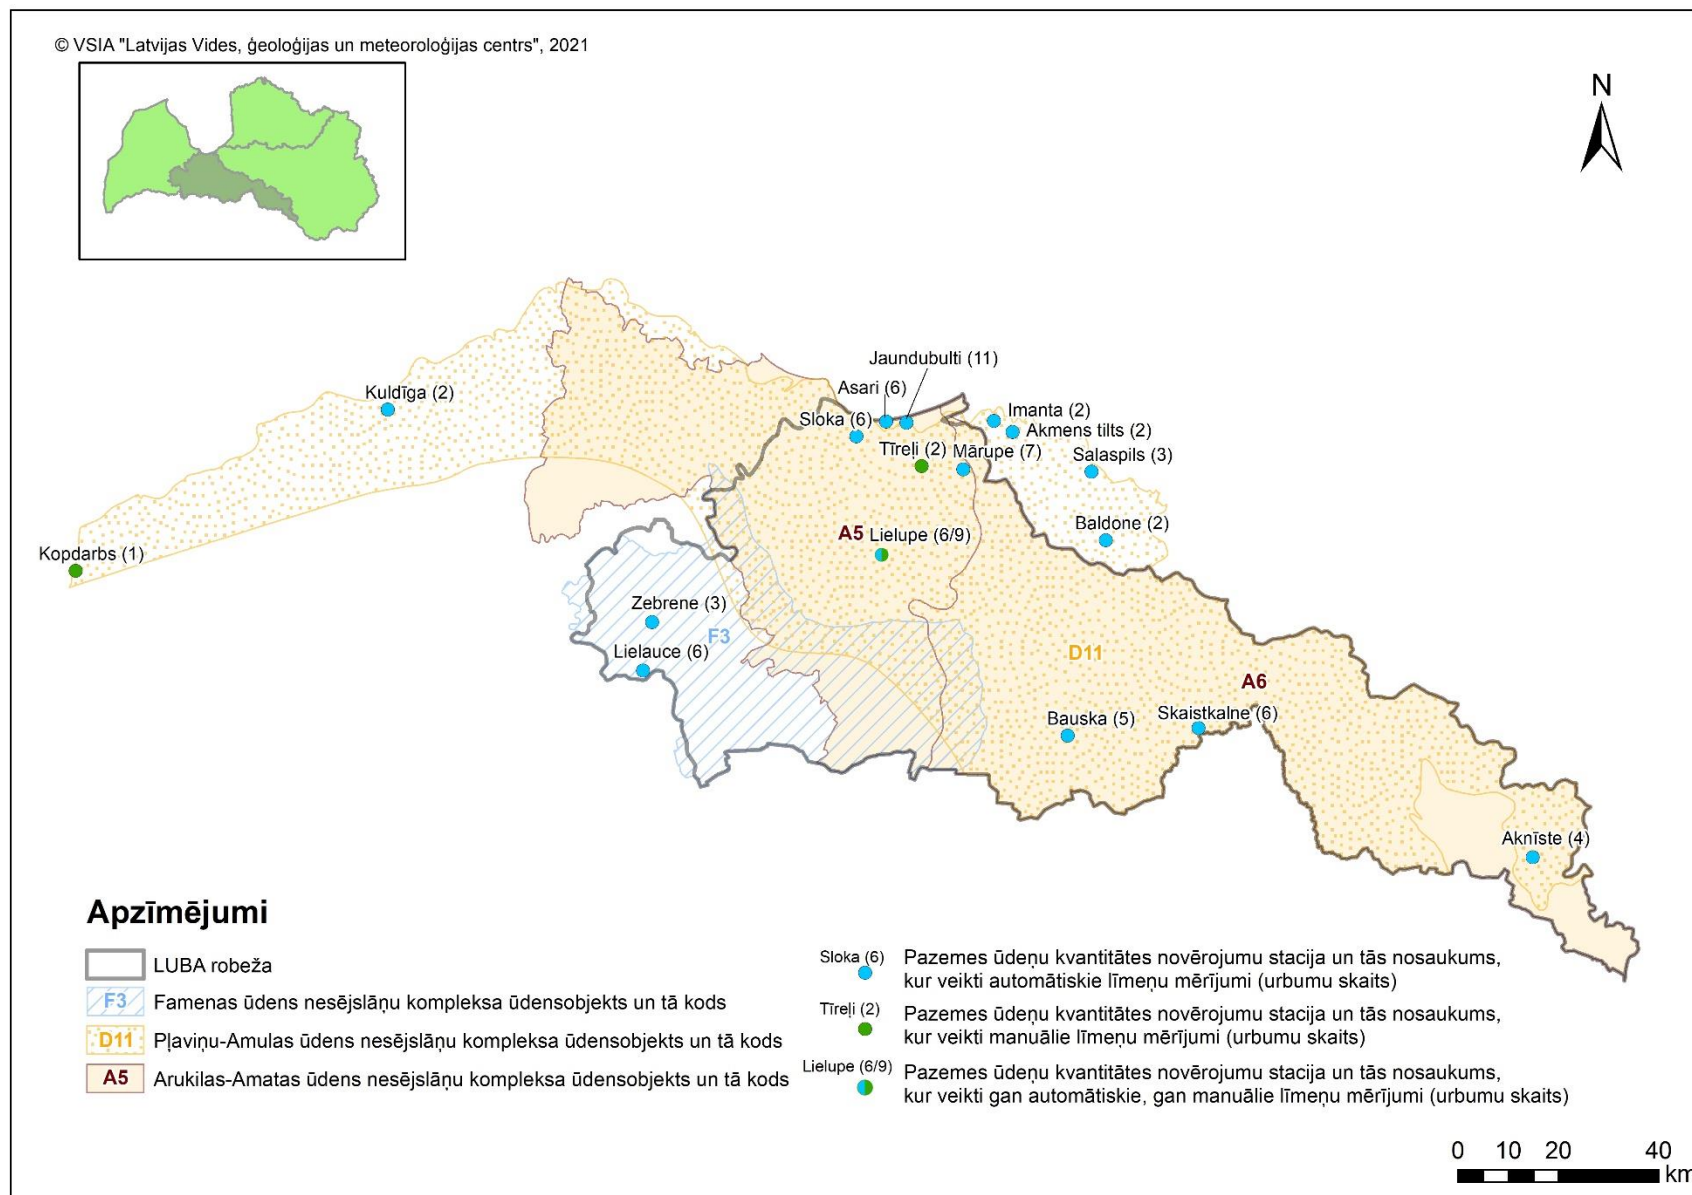 © VSIA "Latvijas Vides, ģeoloģijas un meteoroloģijas centrs", 2021
N
Jaundubulti (11)
Kuldīga (2)
Asari (6)
Imanta (2)
Sloka (6)
Akmens tilts (2)
Tīreļi (2)
Mārupe (7)
Salaspils (3)
Baldone (2)
A5
Lielupe (6/9)
Kopdarbs (1)
Zebrene (3)
F3
Lielauce (6)
D11
A6
Bauska (5)
Skaistkalne (6)
Aknīste (4)
Apzīmējumi
LUBA robeža
F3 Famenas ūdens nesējslāņu kompleksa ūdensobjekts un tā kods
D11 Pļaviņu-Amulas ūdens nesējslāņu kompleksa ūdensobjekts un tā kods
A5 Arukilas-Amatas ūdens nesējslāņu kompleksa ūdensobjekts un tā kods
Sloka (6) Pazemes ūdeņu kvantitātes novērojumu stacija un tās nosaukums,
kur veikti automātiskie līmeņu mērījumi (urbumu skaits)
Tīreļi (2) Pazemes ūdeņu kvantitātes novērojumu stacija un tās nosaukums,
kur veikti manuālie līmeņu mērījumi (urbumu skaits)
Lielupe (6/9) Pazemes ūdeņu kvantitātes novērojumu stacija un tās nosaukums,
kur veikti gan automātiskie, gan manuālie līmeņu mērījumi (urbumu skaits)
0 10 20 40
km